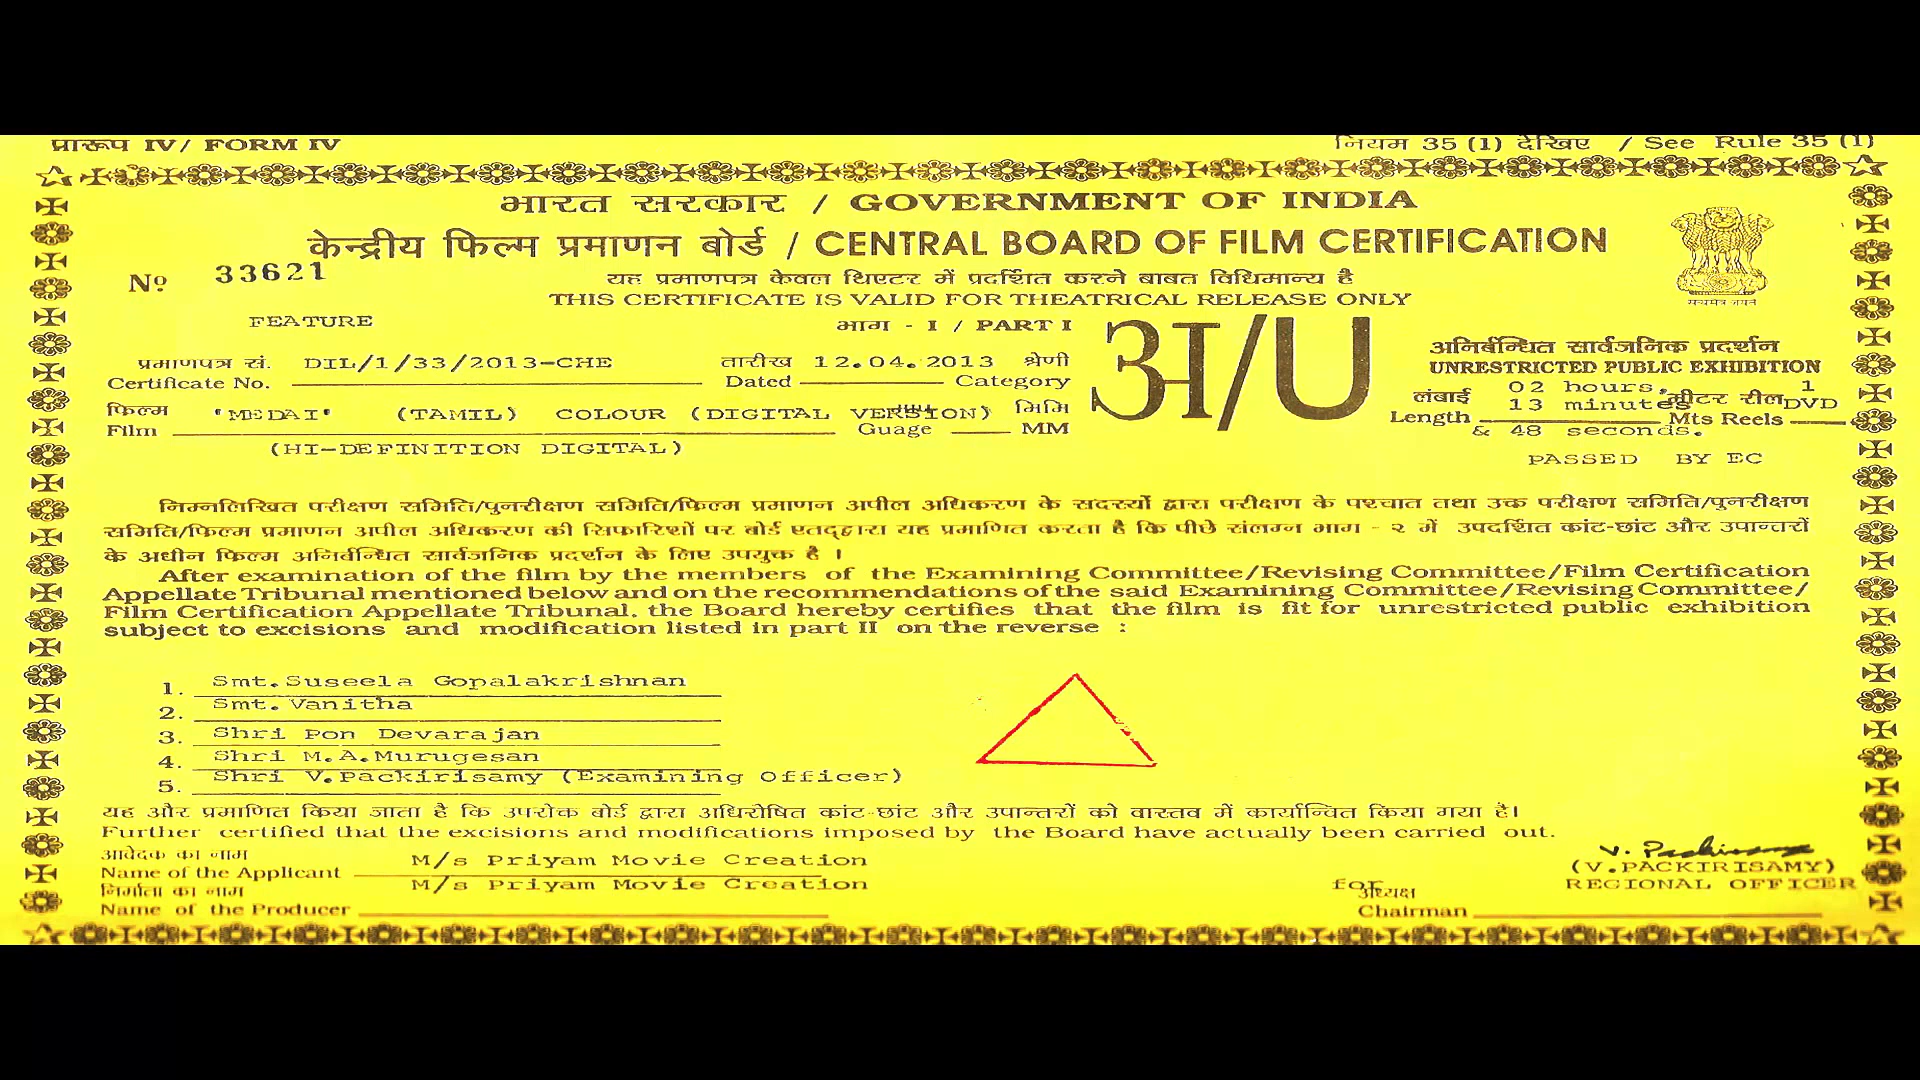 प्रारूप IV/ FORM IV
नियम 35 (1) देखिए / See Rule 35 (1)
भारत सरकार / GOVERNMENT OF INDIA
केन्द्रीय फिल्म प्रमाणन बोर्ड / CENTRAL BOARD OF FILM CERTIFICATION
Nº 33621
यह प्रमाणपत्र केवल थिएटर में प्रदर्शित करने बाबत विधिमान्य है
THIS CERTIFICATE IS VALID FOR THEATRICAL RELEASE ONLY
सत्यमेव जयते
FEATURE
भाग - I / PART I
अ/U
अनिर्बन्धित सार्वजनिक प्रदर्शन
UNRESTRICTED PUBLIC EXHIBITION
प्रमाणपत्र सं. DIL/1/33/2013-CHE तारीख 12.04.2013 श्रेणी
Certificate No. Dated Category
02 hours, 1
लंबाई 13 minutes मीटर रील DVD
Length Mts Reels
& 48 seconds.
फिल्म 'MEDAI' (TAMIL) COLOUR (DIGITAL VERSION) मिमि
Film Guage MM
(HI-DEFINITION DIGITAL)
PASSED BY EC
निम्नलिखित परीक्षण समिति/पुनरीक्षण समिति/फिल्म प्रमाणन अपील अधिकरण के सदस्यों द्वारा परीक्षण के पश्चात तथा उक्त परीक्षण समिति/पुनरीक्षण
समिति/फिल्म प्रमाणन अपील अधिकरण की सिफारिशों पर बोर्ड एतद्द्वारा यह प्रमाणित करता है कि पीछे संलग्न भाग - २ में उपदर्शित कांट-छांट और उपान्तरों
के अधीन फिल्म अनिर्बन्धित सार्वजनिक प्रदर्शन के लिए उपयुक्त है ।
After examination of the film by the members of the Examining Committee/Revising Committee/Film Certification
Appellate Tribunal mentioned below and on the recommendations of the said Examining Committee/Revising Committee/
Film Certification Appellate Tribunal, the Board hereby certifies that the film is fit for unrestricted public exhibition
subject to excisions and modification listed in part II on the reverse :
1. Smt.Suseela Gopalakrishnan
2. Smt.Vanitha
3. Shri Pon Devarajan
4. Shri M.A.Murugesan
5. Shri V.Packirisamy (Examining Officer)
यह और प्रमाणित किया जाता है कि उपरोक्त बोर्ड द्वारा अधिरोपित कांट-छांट और उपान्तरों को वास्तव में कार्यान्वित किया गया है।
Further certified that the excisions and modifications imposed by the Board have actually been carried out.
आवेदक का नाम
Name of the Applicant M/s Priyam Movie Creation
निर्माता का नाम
Name of the Producer M/s Priyam Movie Creation
V. Packirisamy
(V.PACKIRISAMY)
REGIONAL OFFICER
for
अध्यक्ष
Chairman